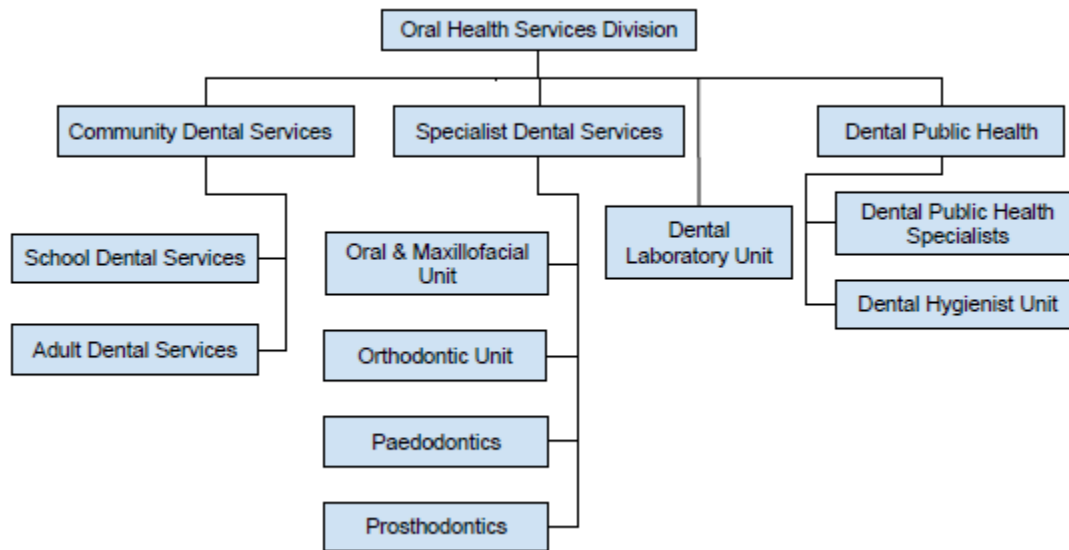 Oral Health Services Division
Community Dental Services
Specialist Dental Services
Dental Public Health
Dental
Laboratory Unit
Dental Public Health
Specialists
School Dental Services
Oral & Maxillofacial
Unit
Dental Hygienist Unit
Adult Dental Services
Orthodontic Unit
Paedodontics
Prosthodontics